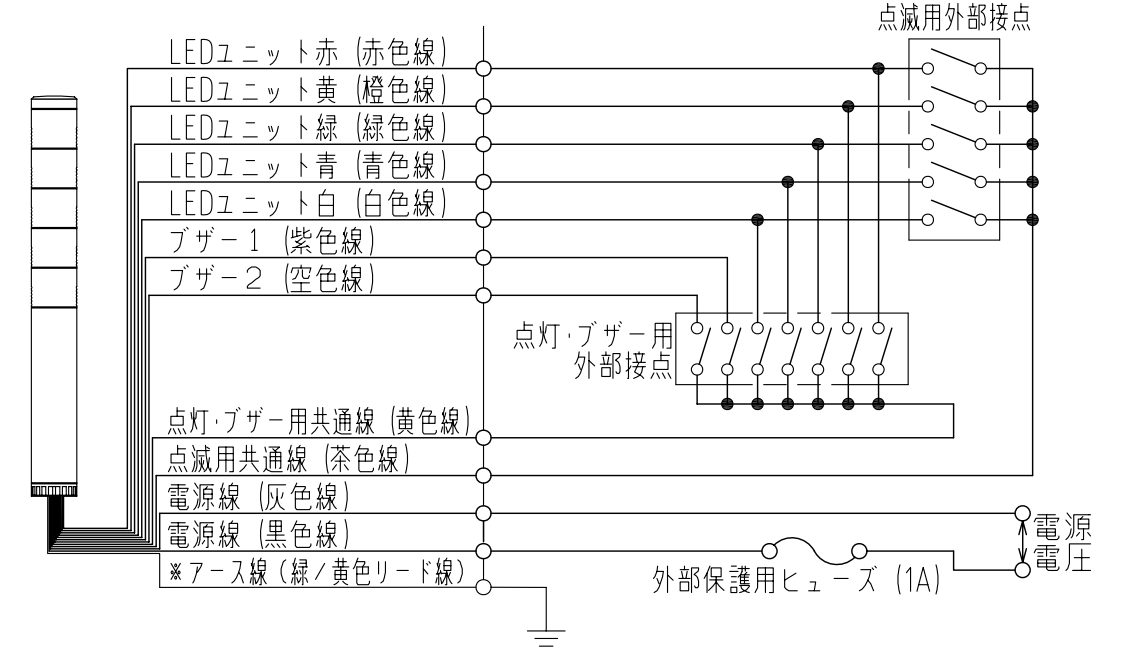 点滅用外部接点
LEDユニット赤 (赤色線)
LEDユニット黄 (橙色線)
LEDユニット緑 (緑色線)
LEDユニット青 (青色線)
LEDユニット白 (白色線)
ブザー1 (紫色線)
ブザー2 (空色線)
点灯･ブザー用
外部接点
点灯･ブザー用共通線 (黄色線)
点滅用共通線 (茶色線)
電源線 (灰色線)
電源線 (黒色線)
電源
電圧
※アース線 (緑/黄色リード線)
外部保護用ヒューズ (1A)